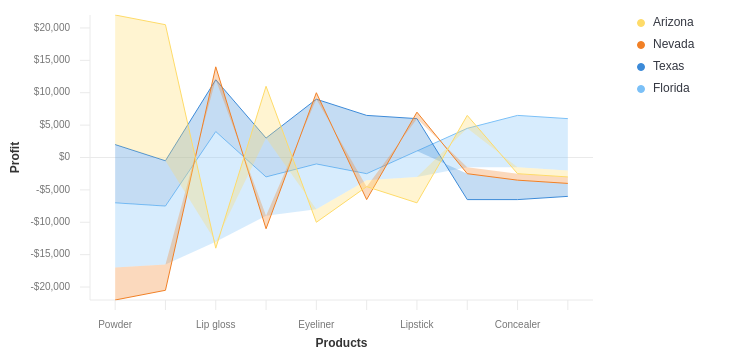 $20,000
$15,000
$10,000
$5,000
$0
-$5,000
-$10,000
-$15,000
-$20,000
Profit
Powder
Lip gloss
Eyeliner
Lipstick
Concealer
Products
Arizona
Nevada
Texas
Florida